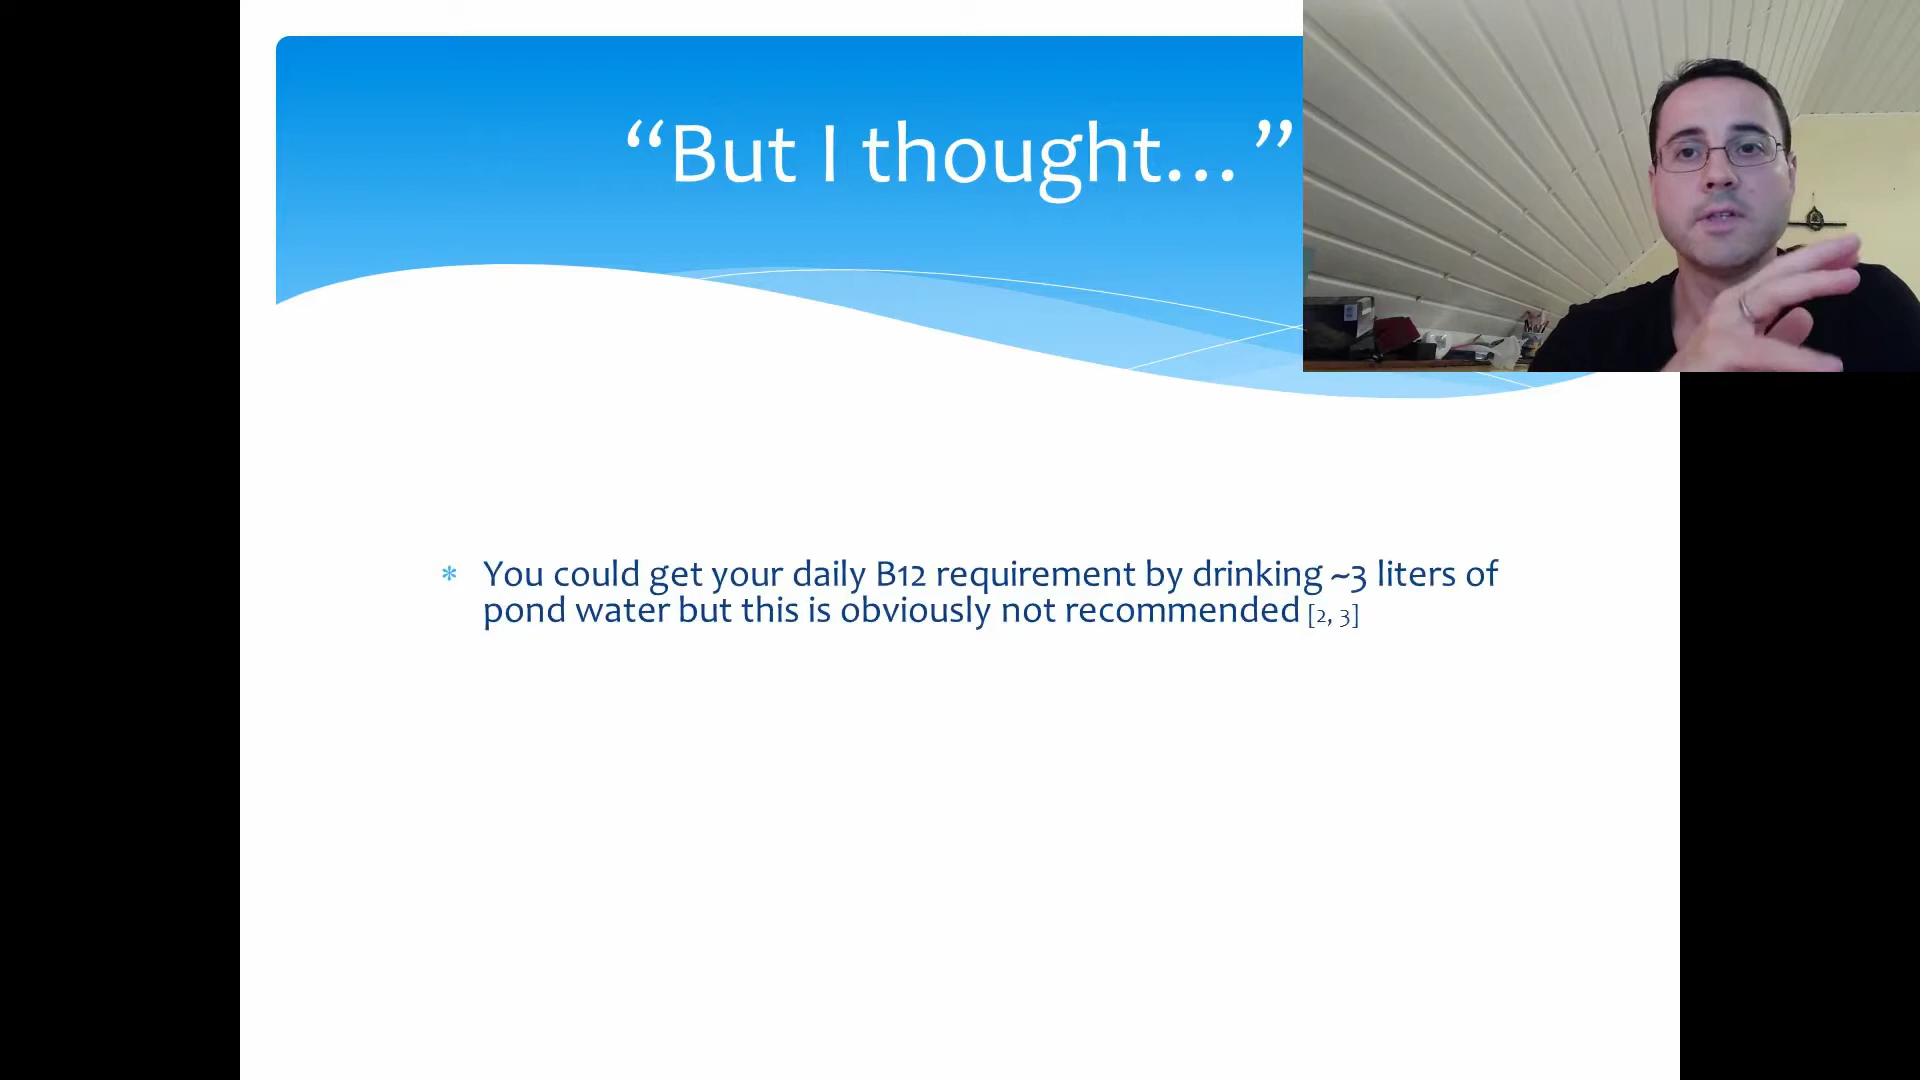 “But I thought…”
* You could get your daily B12 requirement by drinking ~3 liters of
pond water but this is obviously not recommended [2, 3]